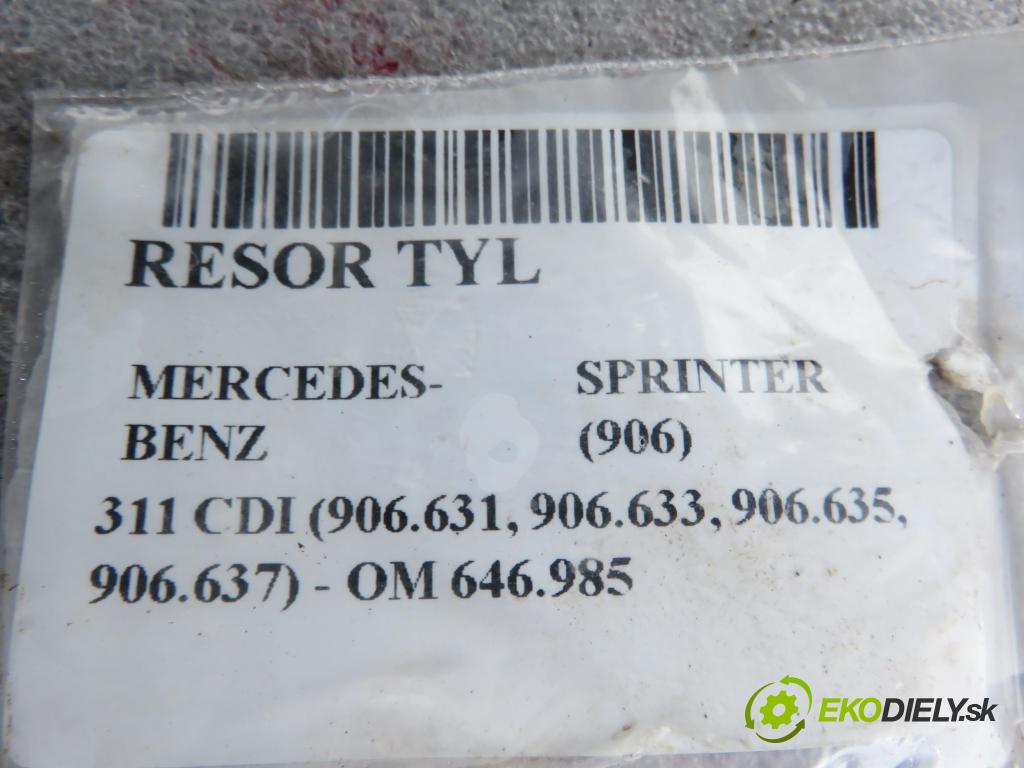 RESOR TYL
MERCEDES- SPRINTER
BENZ (906)
311 CDI (906.631, 906.633, 906.635,
906.637) - OM 646.985
EKODIELY.sk